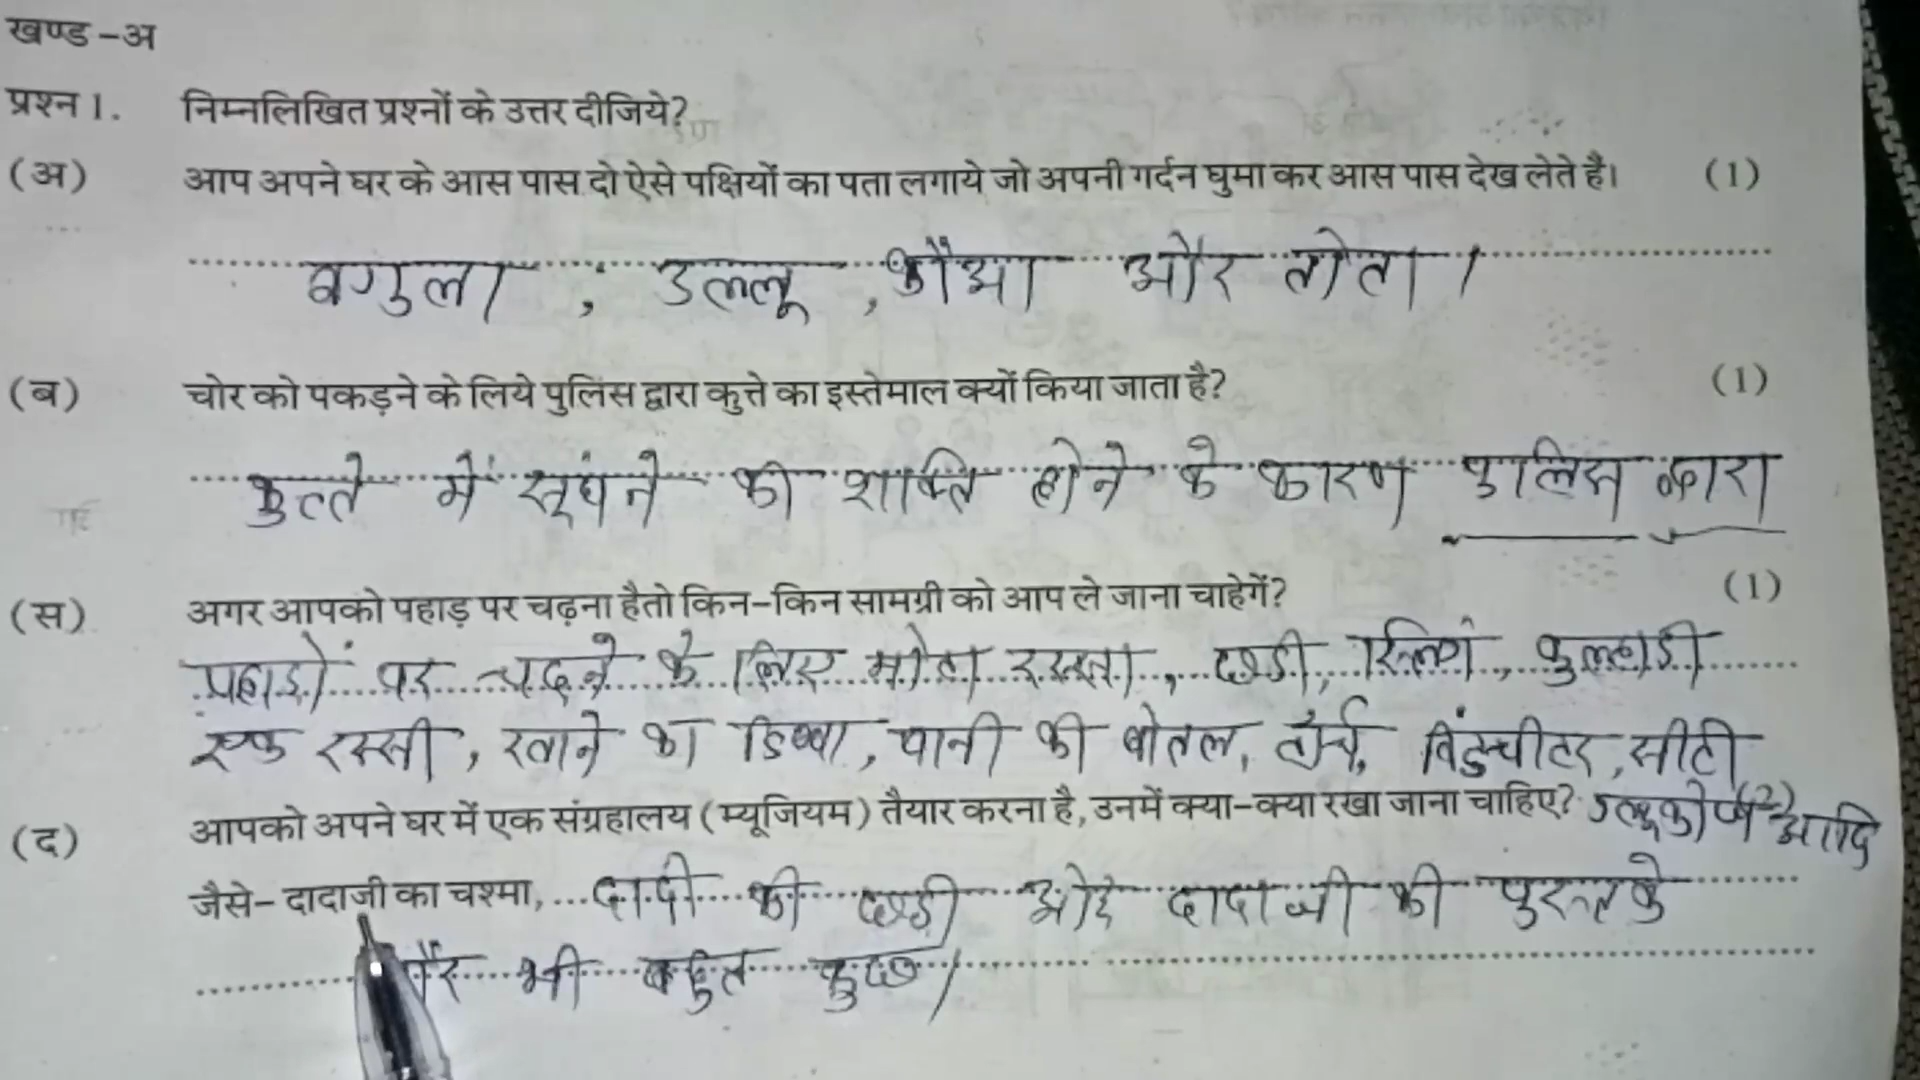 खण्ड-अ
प्रश्न 1. निम्नलिखित प्रश्नों के उत्तर दीजिये?
(अ) आप अपने घर के आस पास दो ऐसे पक्षियों का पता लगाये जो अपनी गर्दन घुमा कर आस पास देख लेते है। (1)
बगुला, उल्लू, कौआ और तोता।
(ब) चोर को पकड़ने के लिये पुलिस द्वारा कुत्ते का इस्तेमाल क्यों किया जाता है? (1)
कुत्ते में सूंघने की शक्ति होने के कारण पुलिस द्वारा
(स) अगर आपको पहाड़ पर चढ़ना हैतो किन-किन सामग्री को आप ले जाना चाहेगें? (1)
पहाडों पर चढने के लिए मोटा रस्सा, छड़ी, स्लिंग, कुल्हाडी
एक रस्सी, खाने का डिब्बा, पानी की बोतल, टॉर्च, विंडचीटर, सीटी
(द) आपको अपने घर में एक संग्रहालय (म्यूजियम) तैयार करना है, उनमें क्या-क्या रखा जाना चाहिए? (2) आदि
जैसे- दादाजी का चश्मा, दादी की छड़ी और दादाजी की पुस्तके
भी बहुत कुछ।